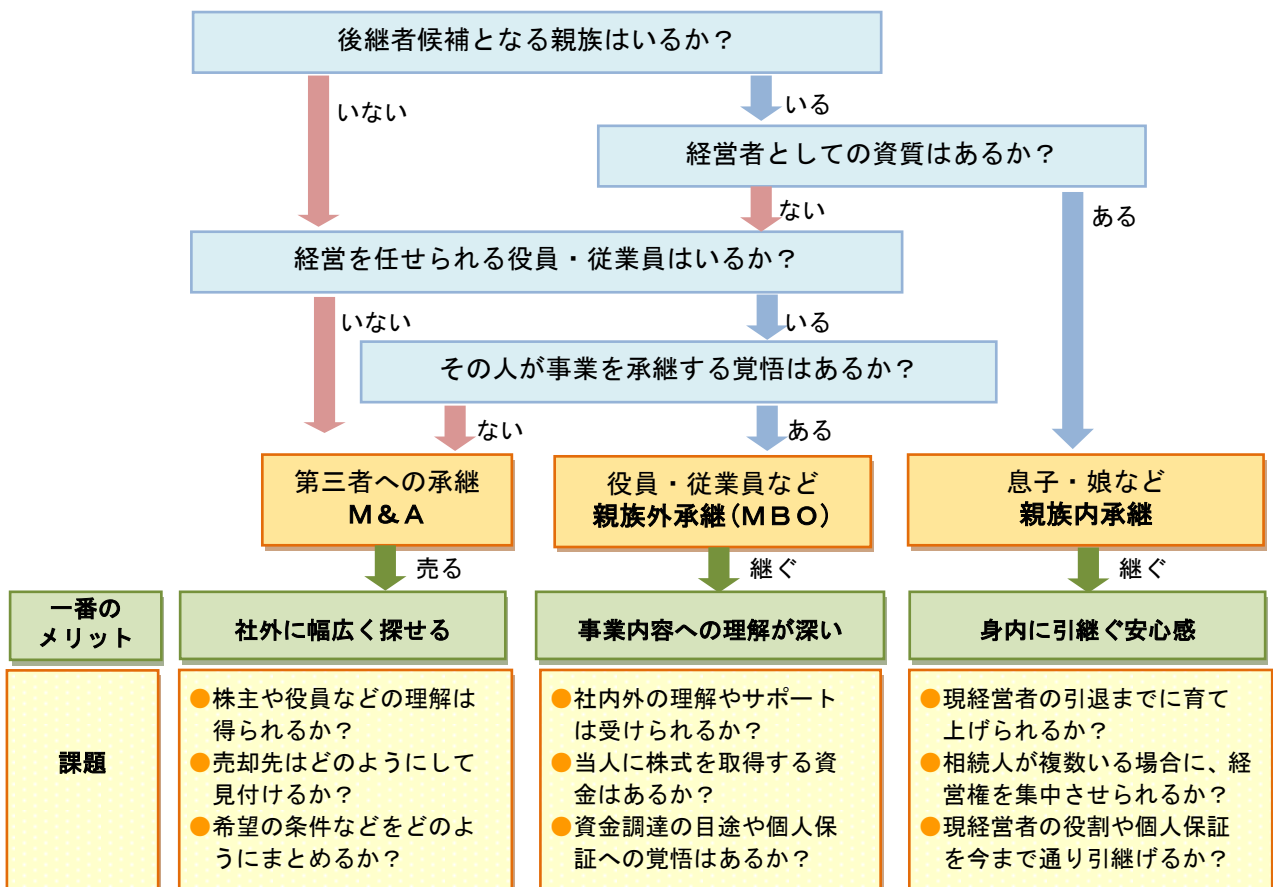 後継者候補となる親族はいるか？
いない
いる
経営者としての資質はあるか？
ない
ある
経営を任せられる役員・従業員はいるか？
いない
いる
その人が事業を承継する覚悟はあるか？
ない
ある
第三者への承継
Ｍ＆Ａ
役員・従業員など
親族外承継(ＭＢＯ)
息子・娘など
親族内承継
売る
継ぐ
継ぐ
一番の
メリット
社外に幅広く探せる
事業内容への理解が深い
身内に引継ぐ安心感
課題
●株主や役員などの理解は
得られるか？
●売却先はどのようにして
見付けるか？
●希望の条件などをどのよ
うにまとめるか？
●社内外の理解やサポート
は受けられるか？
●当人に株式を取得する資
金はあるか？
●資金調達の目途や個人保
証への覚悟はあるか？
●現経営者の引退までに育て
上げられるか？
●相続人が複数いる場合に、経
営権を集中させられるか？
●現経営者の役割や個人保証
を今まで通り引継げるか？